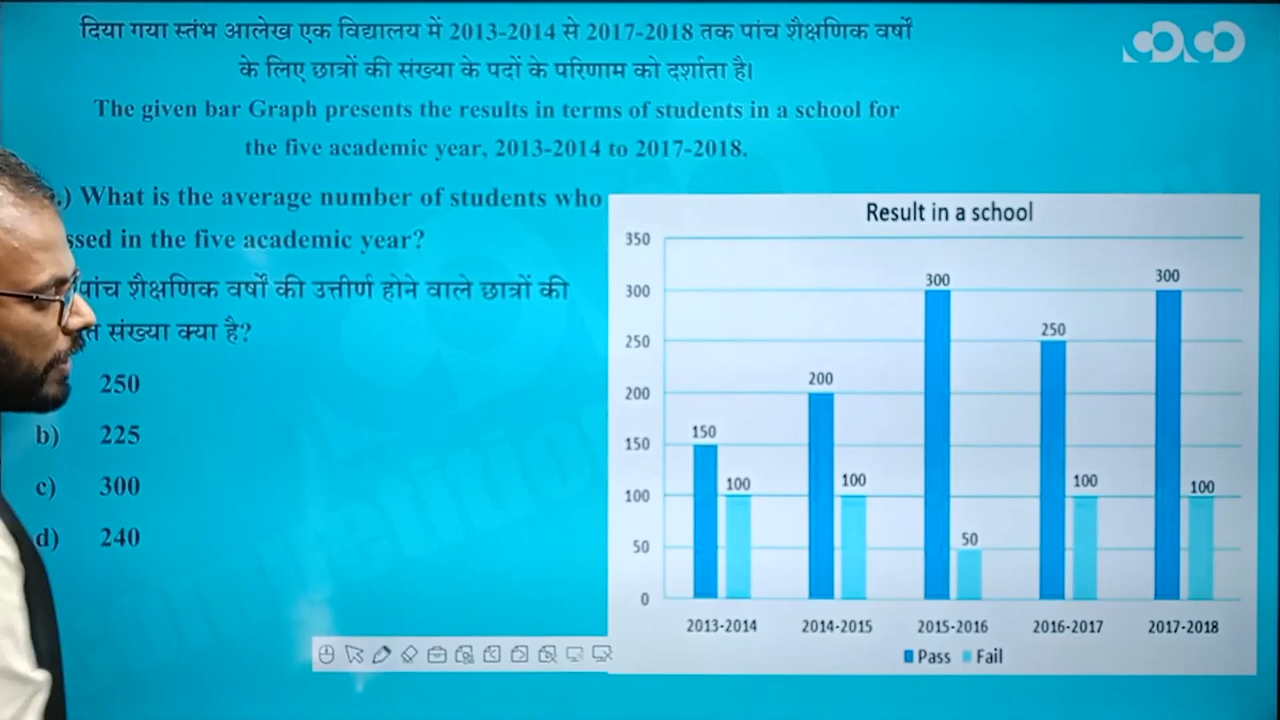 दिया गया स्तंभ आलेख एक विद्यालय में 2013-2014 से 2017-2018 तक पांच शैक्षणिक वर्षों
के लिए छात्रों की संख्या के पदों के परिणाम को दर्शाता है।
The given bar Graph presents the results in terms of students in a school for
the five academic year, 2013-2014 to 2017-2018.
.) What is the average number of students who
ssed in the five academic year?
पांच शैक्षणिक वर्षों की उत्तीर्ण होने वाले छात्रों की
संख्या क्या है?
250
b) 225
c) 300
d) 240
Result in a school
350
300
250
200
150
100
50
0
150
100
200
100
300
50
250
100
300
100
2013-2014
2014-2015
2015-2016
2016-2017
2017-2018
Pass
Fail